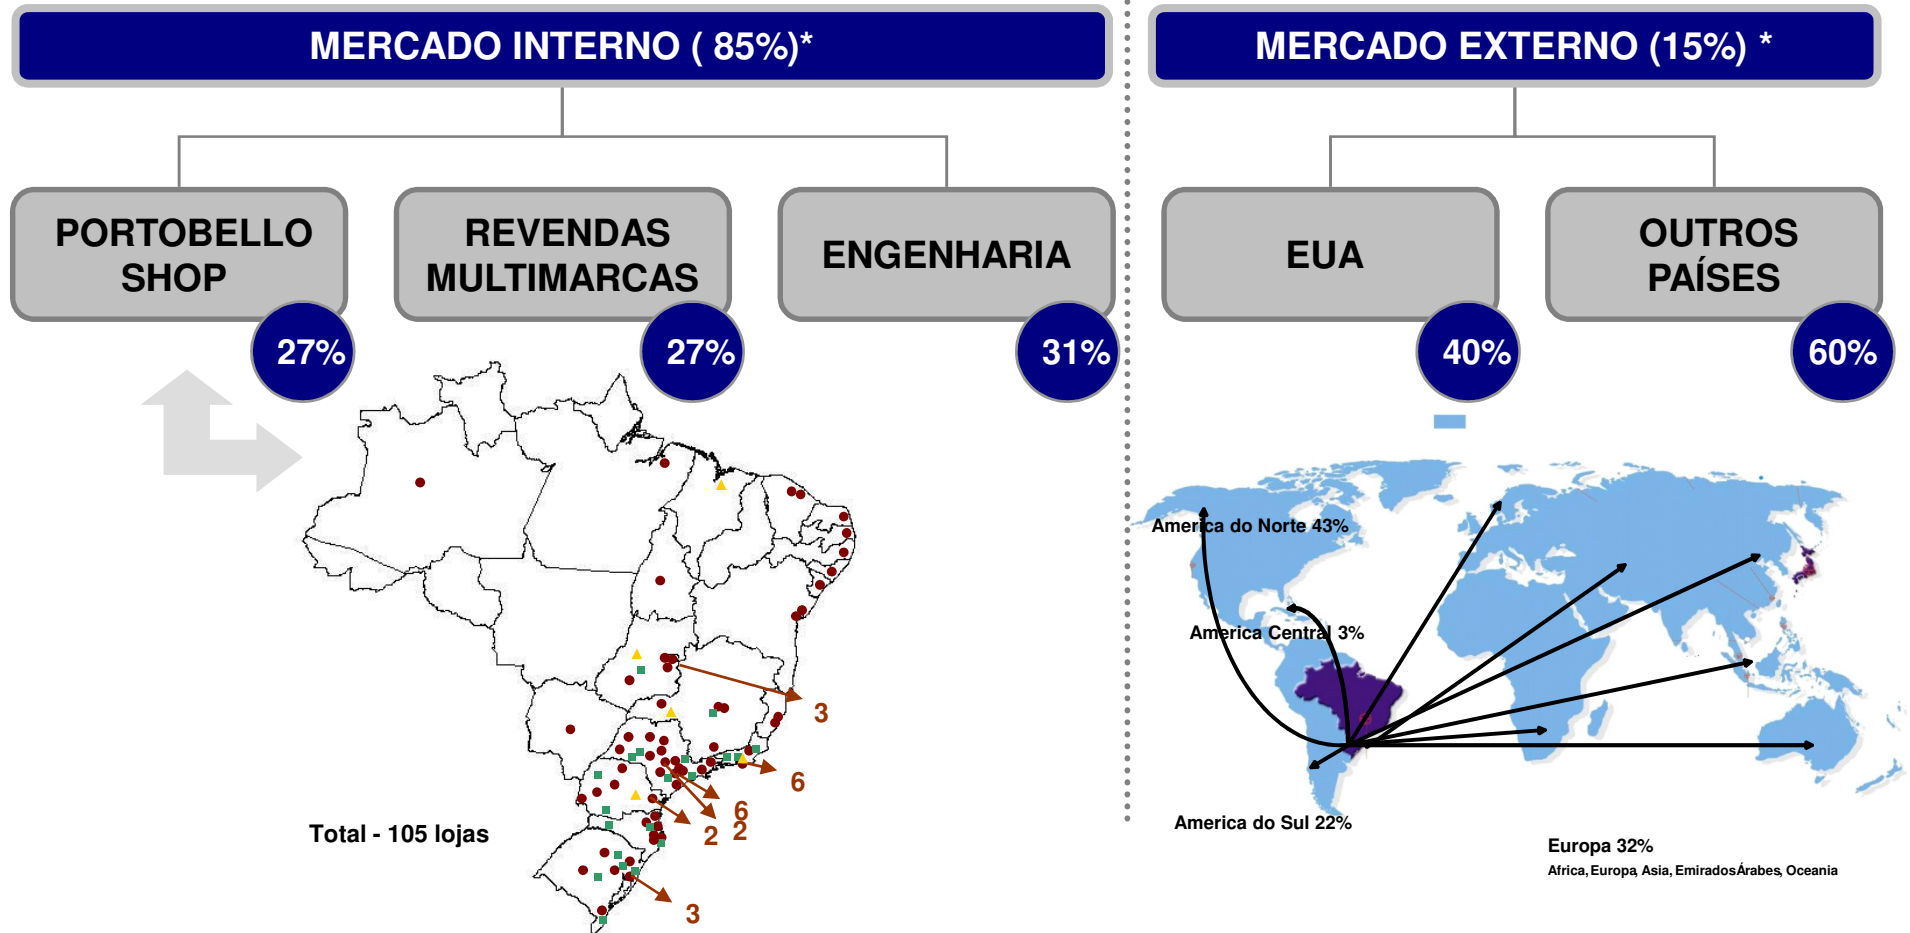 MERCADO INTERNO ( 85%)*
MERCADO EXTERNO (15%) *
PORTOBELLO
SHOP
27%
REVENDAS
MULTIMARCAS
27%
ENGENHARIA
31%
EUA
40%
OUTROS
PAÍSES
60%
3
6
6
2
2
3
Total - 105 lojas
America do Norte 43%
America Central 3%
America do Sul 22%
Europa 32%
Africa, Europa, Asia, Emirados Árabes, Oceania